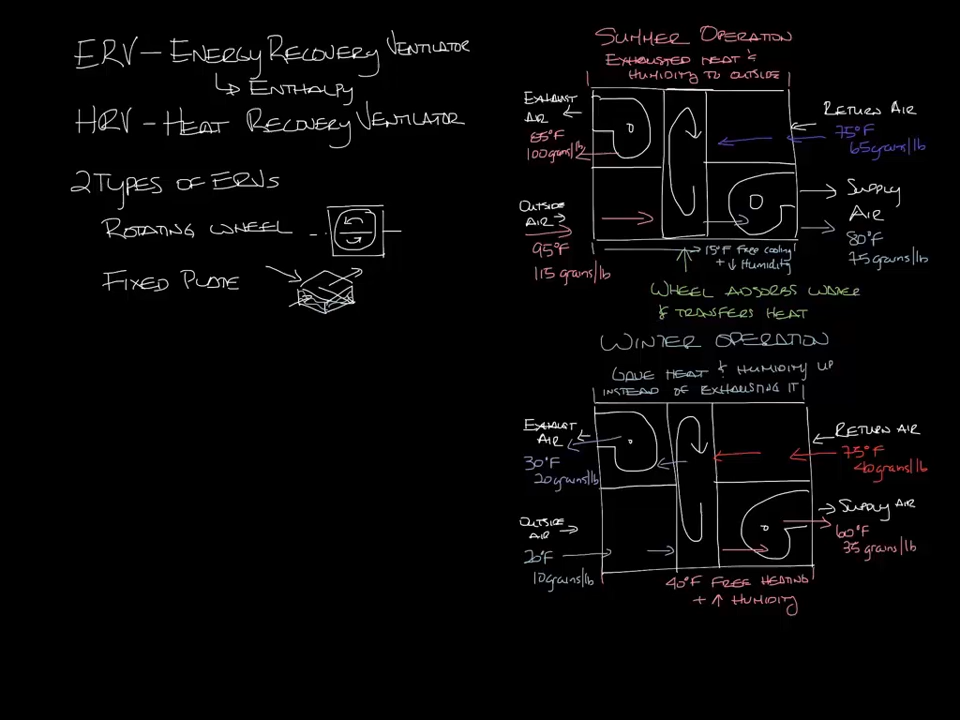 ERV – ENERGY RECOVERY VENTILATOR
↳ ENTHALPY
HRV – HEAT RECOVERY VENTILATOR
2 TYPES OF ERVS
ROTATING WHEEL
FIXED PLATE
SUMMER OPERATION
EXHAUSTED HEAT &
HUMIDITY TO OUTSIDE
EXHAUST
AIR ←
85°F
100 grains/lb
RETURN AIR
75°F
65 grains/lb
OUTSIDE
AIR →
95°F
115 grains/lb
SUPPLY
AIR
80°F
75 grains/lb
15°F Free cooling
+ ↓ Humidity
WHEEL ADSORBS WATER
& TRANSFERS HEAT
WINTER OPERATION
GAVE HEAT & HUMIDITY UP
INSTEAD OF EXHAUSTING IT
EXHAUST
AIR ←
30°F
20 grains/lb
← RETURN AIR
75°F
40 grains/lb
OUTSIDE
AIR →
20°F
10 grains/lb
→ SUPPLY AIR
60°F
35 grains/lb
40°F FREE HEATING
+ ↑ HUMIDITY